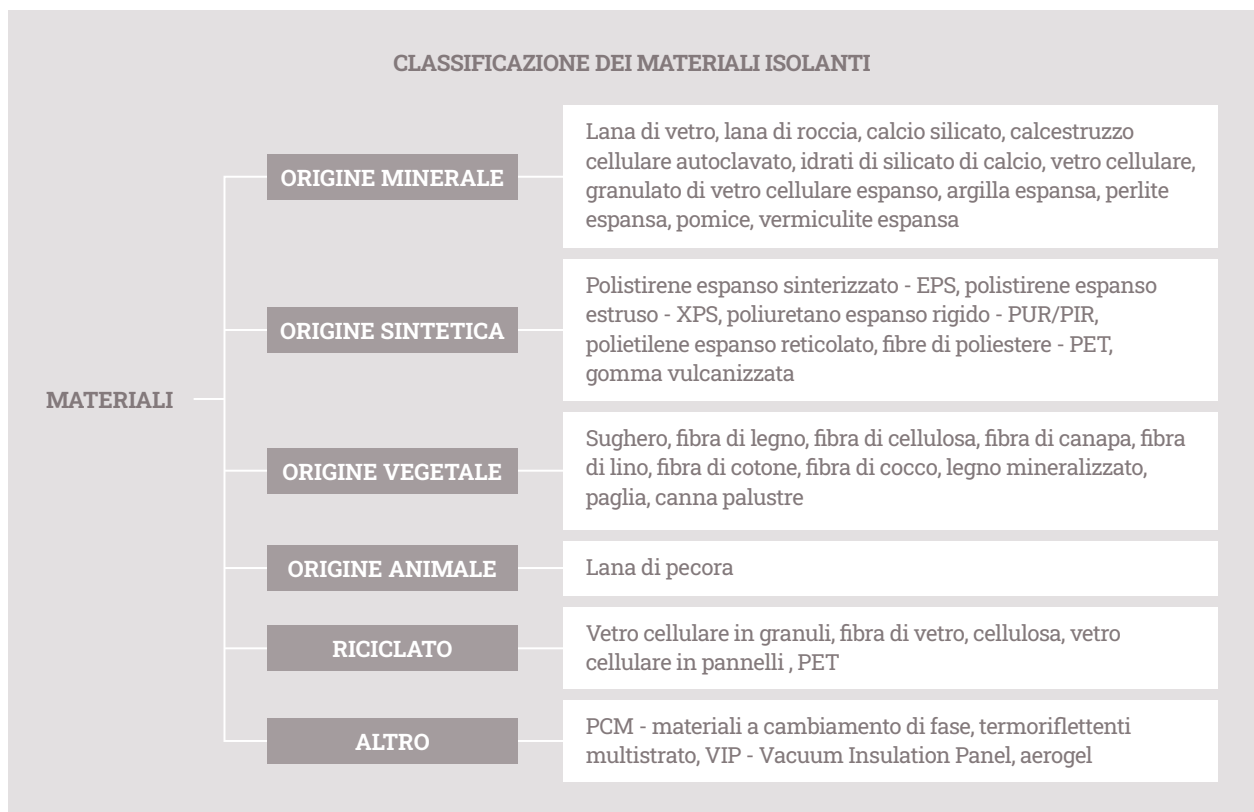 CLASSIFICAZIONE DEI MATERIALI ISOLANTI
MATERIALI
ORIGINE MINERALE
Lana di vetro, lana di roccia, calcio silicato, calcestruzzo
cellulare autoclavato, idrati di silicato di calcio, vetro cellulare,
granulato di vetro cellulare espanso, argilla espansa, perlite
espansa, pomice, vermiculite espansa
ORIGINE SINTETICA
Polistirene espanso sinterizzato - EPS, polistirene espanso
estruso - XPS, poliuretano espanso rigido - PUR/PIR,
polietilene espanso reticolato, fibre di poliestere - PET,
gomma vulcanizzata
ORIGINE VEGETALE
Sughero, fibra di legno, fibra di cellulosa, fibra di canapa, fibra
di lino, fibra di cotone, fibra di cocco, legno mineralizzato,
paglia, canna palustre
ORIGINE ANIMALE
Lana di pecora
RICICLATO
Vetro cellulare in granuli, fibra di vetro, cellulosa, vetro
cellulare in pannelli , PET
ALTRO
PCM - materiali a cambiamento di fase, termoriflettenti
multistrato, VIP - Vacuum Insulation Panel, aerogel